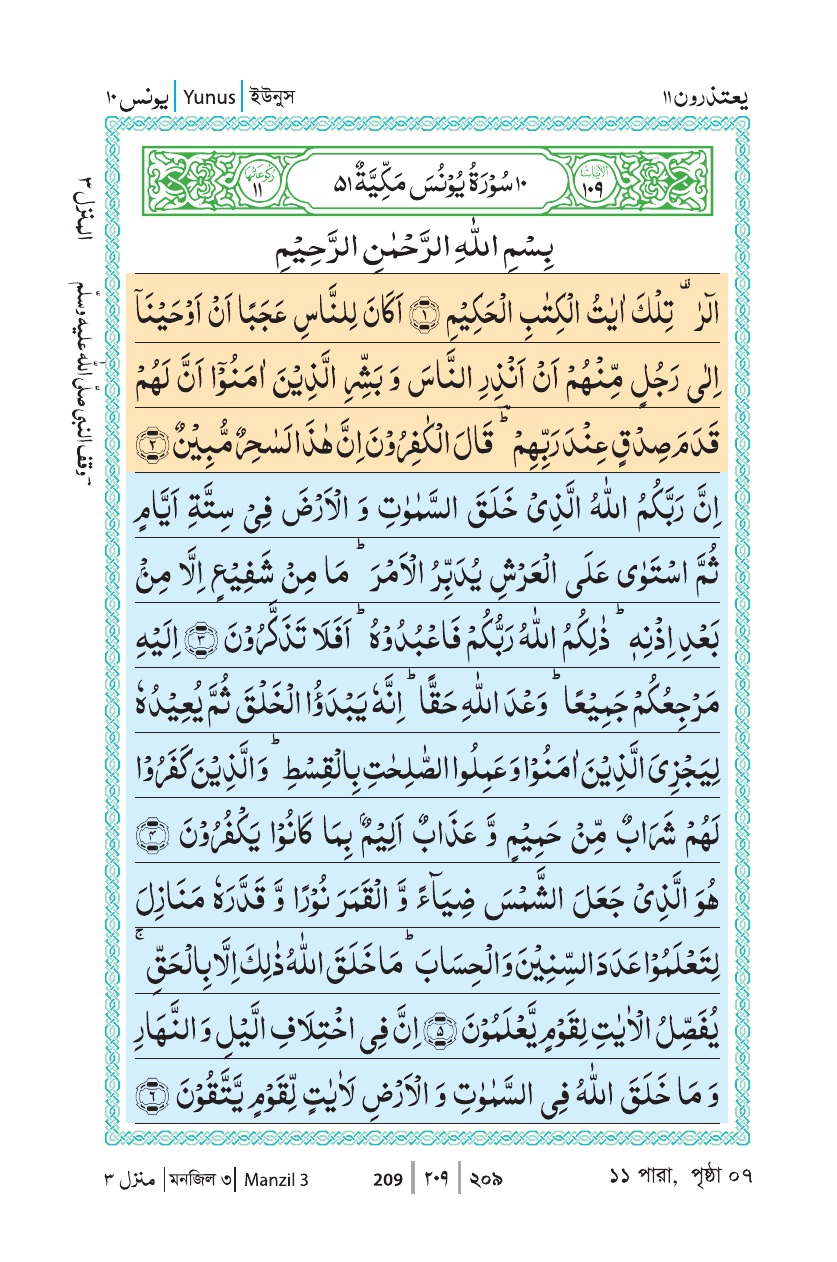 يونس ١٠ | Yunus | ইউনুস
يعتذرون ١١
الاٰيَاتُ ١٠٩
١٠ سُوْرَةُ يُوْنُسَ مَكِّيَّةٌ ٥١
رُكُوْعَاتُهَا ١١
بِسْمِ اللّٰهِ الرَّحْمٰنِ الرَّحِيْمِ
الٓرٰ ۗ تِلْكَ اٰيٰتُ الْكِتٰبِ الْحَكِيْمِ ۝١ اَكَانَ لِلنَّاسِ عَجَبًا اَنْ اَوْحَيْنَاۤ
اِلٰى رَجُلٍ مِّنْهُمْ اَنْ اَنْذِرِ النَّاسَ وَ بَشِّرِ الَّذِيْنَ اٰمَنُوْۤا اَنَّ لَهُمْ
قَدَمَ صِدْقٍ عِنْدَ رَبِّهِمْ ؕ قَالَ الْكٰفِرُوْنَ اِنَّ هٰذَا لَسٰحِرٌ مُّبِيْنٌ ۝٢
اِنَّ رَبَّكُمُ اللّٰهُ الَّذِيْ خَلَقَ السَّمٰوٰتِ وَ الْاَرْضَ فِيْ سِتَّةِ اَيَّامٍ
ثُمَّ اسْتَوٰى عَلَى الْعَرْشِ يُدَبِّرُ الْاَمْرَ ؕ مَا مِنْ شَفِيْعٍ اِلَّا مِنْۢ
بَعْدِ اِذْنِهٖ ؕ ذٰلِكُمُ اللّٰهُ رَبُّكُمْ فَاعْبُدُوْهُ ؕ اَفَلَا تَذَكَّرُوْنَ ۝٣ اِلَيْهِ
مَرْجِعُكُمْ جَمِيْعًا ؕ وَعْدَ اللّٰهِ حَقًّا ؕ اِنَّهٗ يَبْدَؤُا الْخَلْقَ ثُمَّ يُعِيْدُهٗ
لِيَجْزِيَ الَّذِيْنَ اٰمَنُوْا وَ عَمِلُوا الصّٰلِحٰتِ بِالْقِسْطِ ؕ وَ الَّذِيْنَ كَفَرُوْا
لَهُمْ شَرَابٌ مِّنْ حَمِيْمٍ وَّ عَذَابٌ اَلِيْمٌۢ بِمَا كَانُوْا يَكْفُرُوْنَ ۝٤
هُوَ الَّذِيْ جَعَلَ الشَّمْسَ ضِيَآءً وَّ الْقَمَرَ نُوْرًا وَّ قَدَّرَهٗ مَنَازِلَ
لِتَعْلَمُوْا عَدَدَ السِّنِيْنَ وَ الْحِسَابَ ؕ مَا خَلَقَ اللّٰهُ ذٰلِكَ اِلَّا بِالْحَقِّ ۚ
يُفَصِّلُ الْاٰيٰتِ لِقَوْمٍ يَّعْلَمُوْنَ ۝٥ اِنَّ فِي اخْتِلَافِ الَّيْلِ وَ النَّهَارِ
وَ مَا خَلَقَ اللّٰهُ فِي السَّمٰوٰتِ وَ الْاَرْضِ لَاٰيٰتٍ لِّقَوْمٍ يَّتَّقُوْنَ ۝٦
المنزل ٣
وقف النبي صلى الله عليه وسلم
منزل ٣ | মনজিল ৩ | Manzil 3
209 | ٢٠٩ | ২০৯
১১ পারা, পৃষ্ঠা ০৭